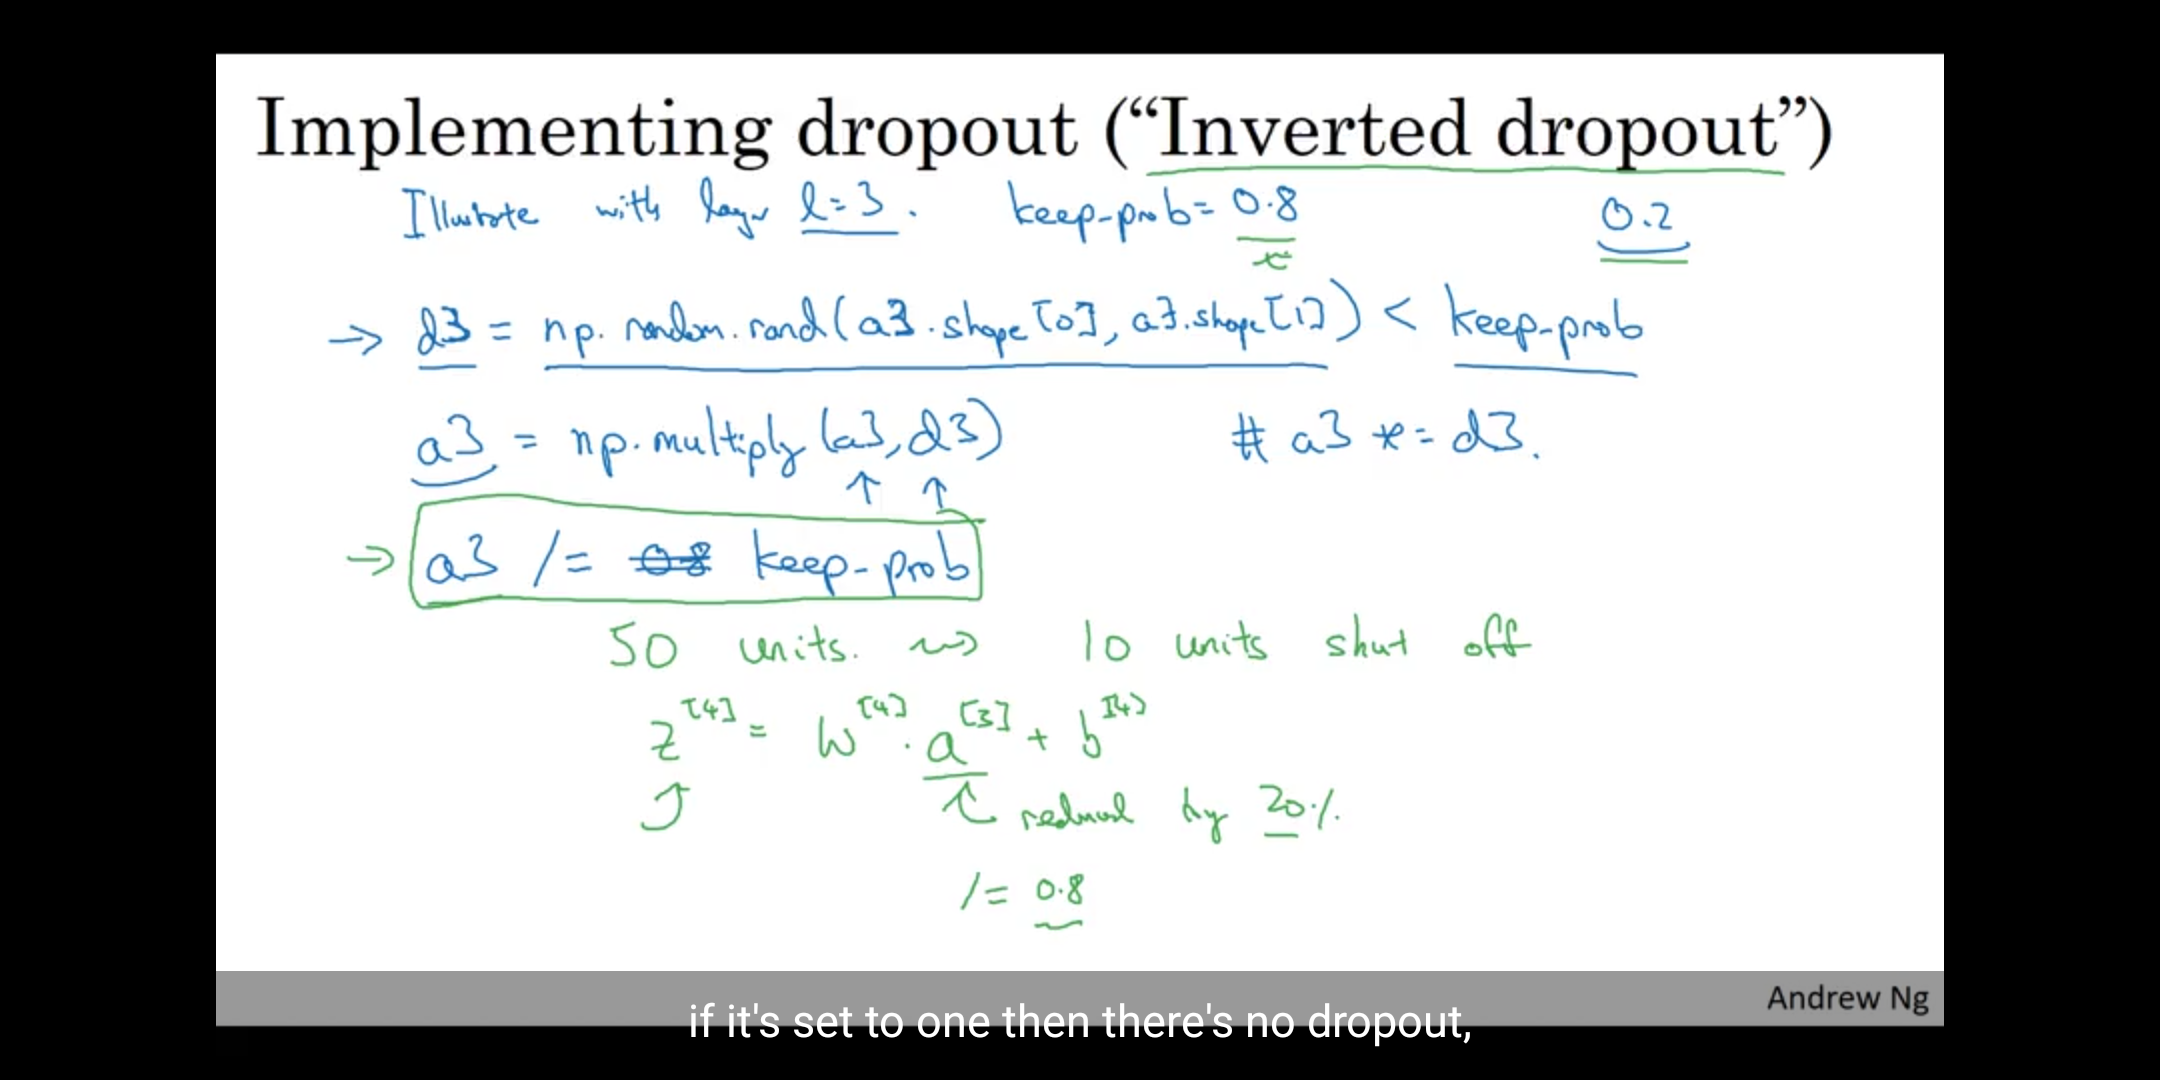 Implementing dropout (“Inverted dropout”)
Illustrate with layer l=3. keep-prob= 0.8 0.2
→ d3 = np.random.rand(a3.shape[0], a3.shape[1]) < keep-prob
a3 = np.multiply(a3, d3) # a3 *= d3.
→ a3 /= 0.8 keep-prob
50 units. ⇝ 10 units shut off
z^[4] = W^[4] · a^[3] + b^[4]
reduced by 20%
/= 0.8
Andrew Ng
if it's set to one then there's no dropout,